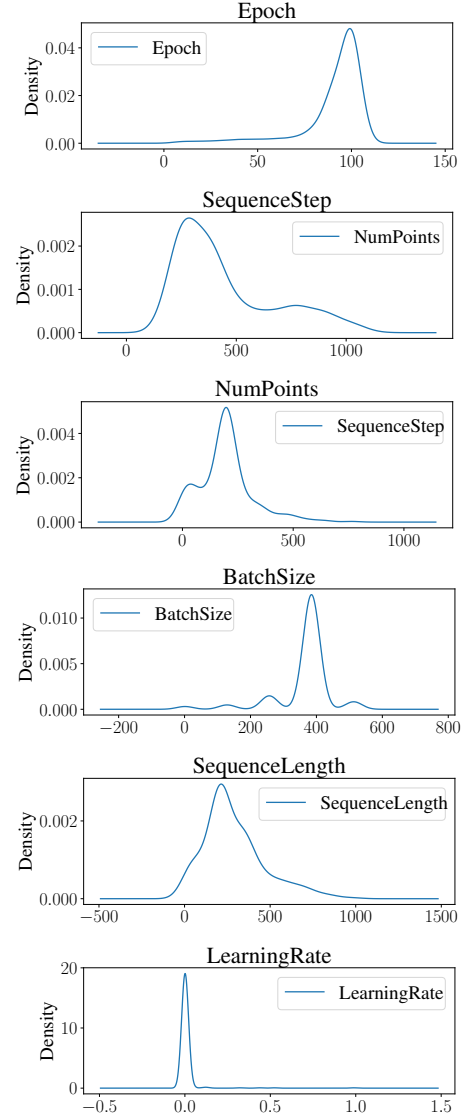 Epoch
Density
0.04
0.02
0.00
Epoch
0 50 100 150
SequenceStep
Density
0.002
0.001
0.000
NumPoints
0 500 1000
NumPoints
Density
0.004
0.002
0.000
SequenceStep
0 500 1000
BatchSize
Density
0.010
0.005
0.000
BatchSize
−200 0 200 400 600 800
SequenceLength
Density
0.002
0.000
SequenceLength
−500 0 500 1000 1500
LearningRate
Density
20
10
0
LearningRate
−0.5 0.0 0.5 1.0 1.5